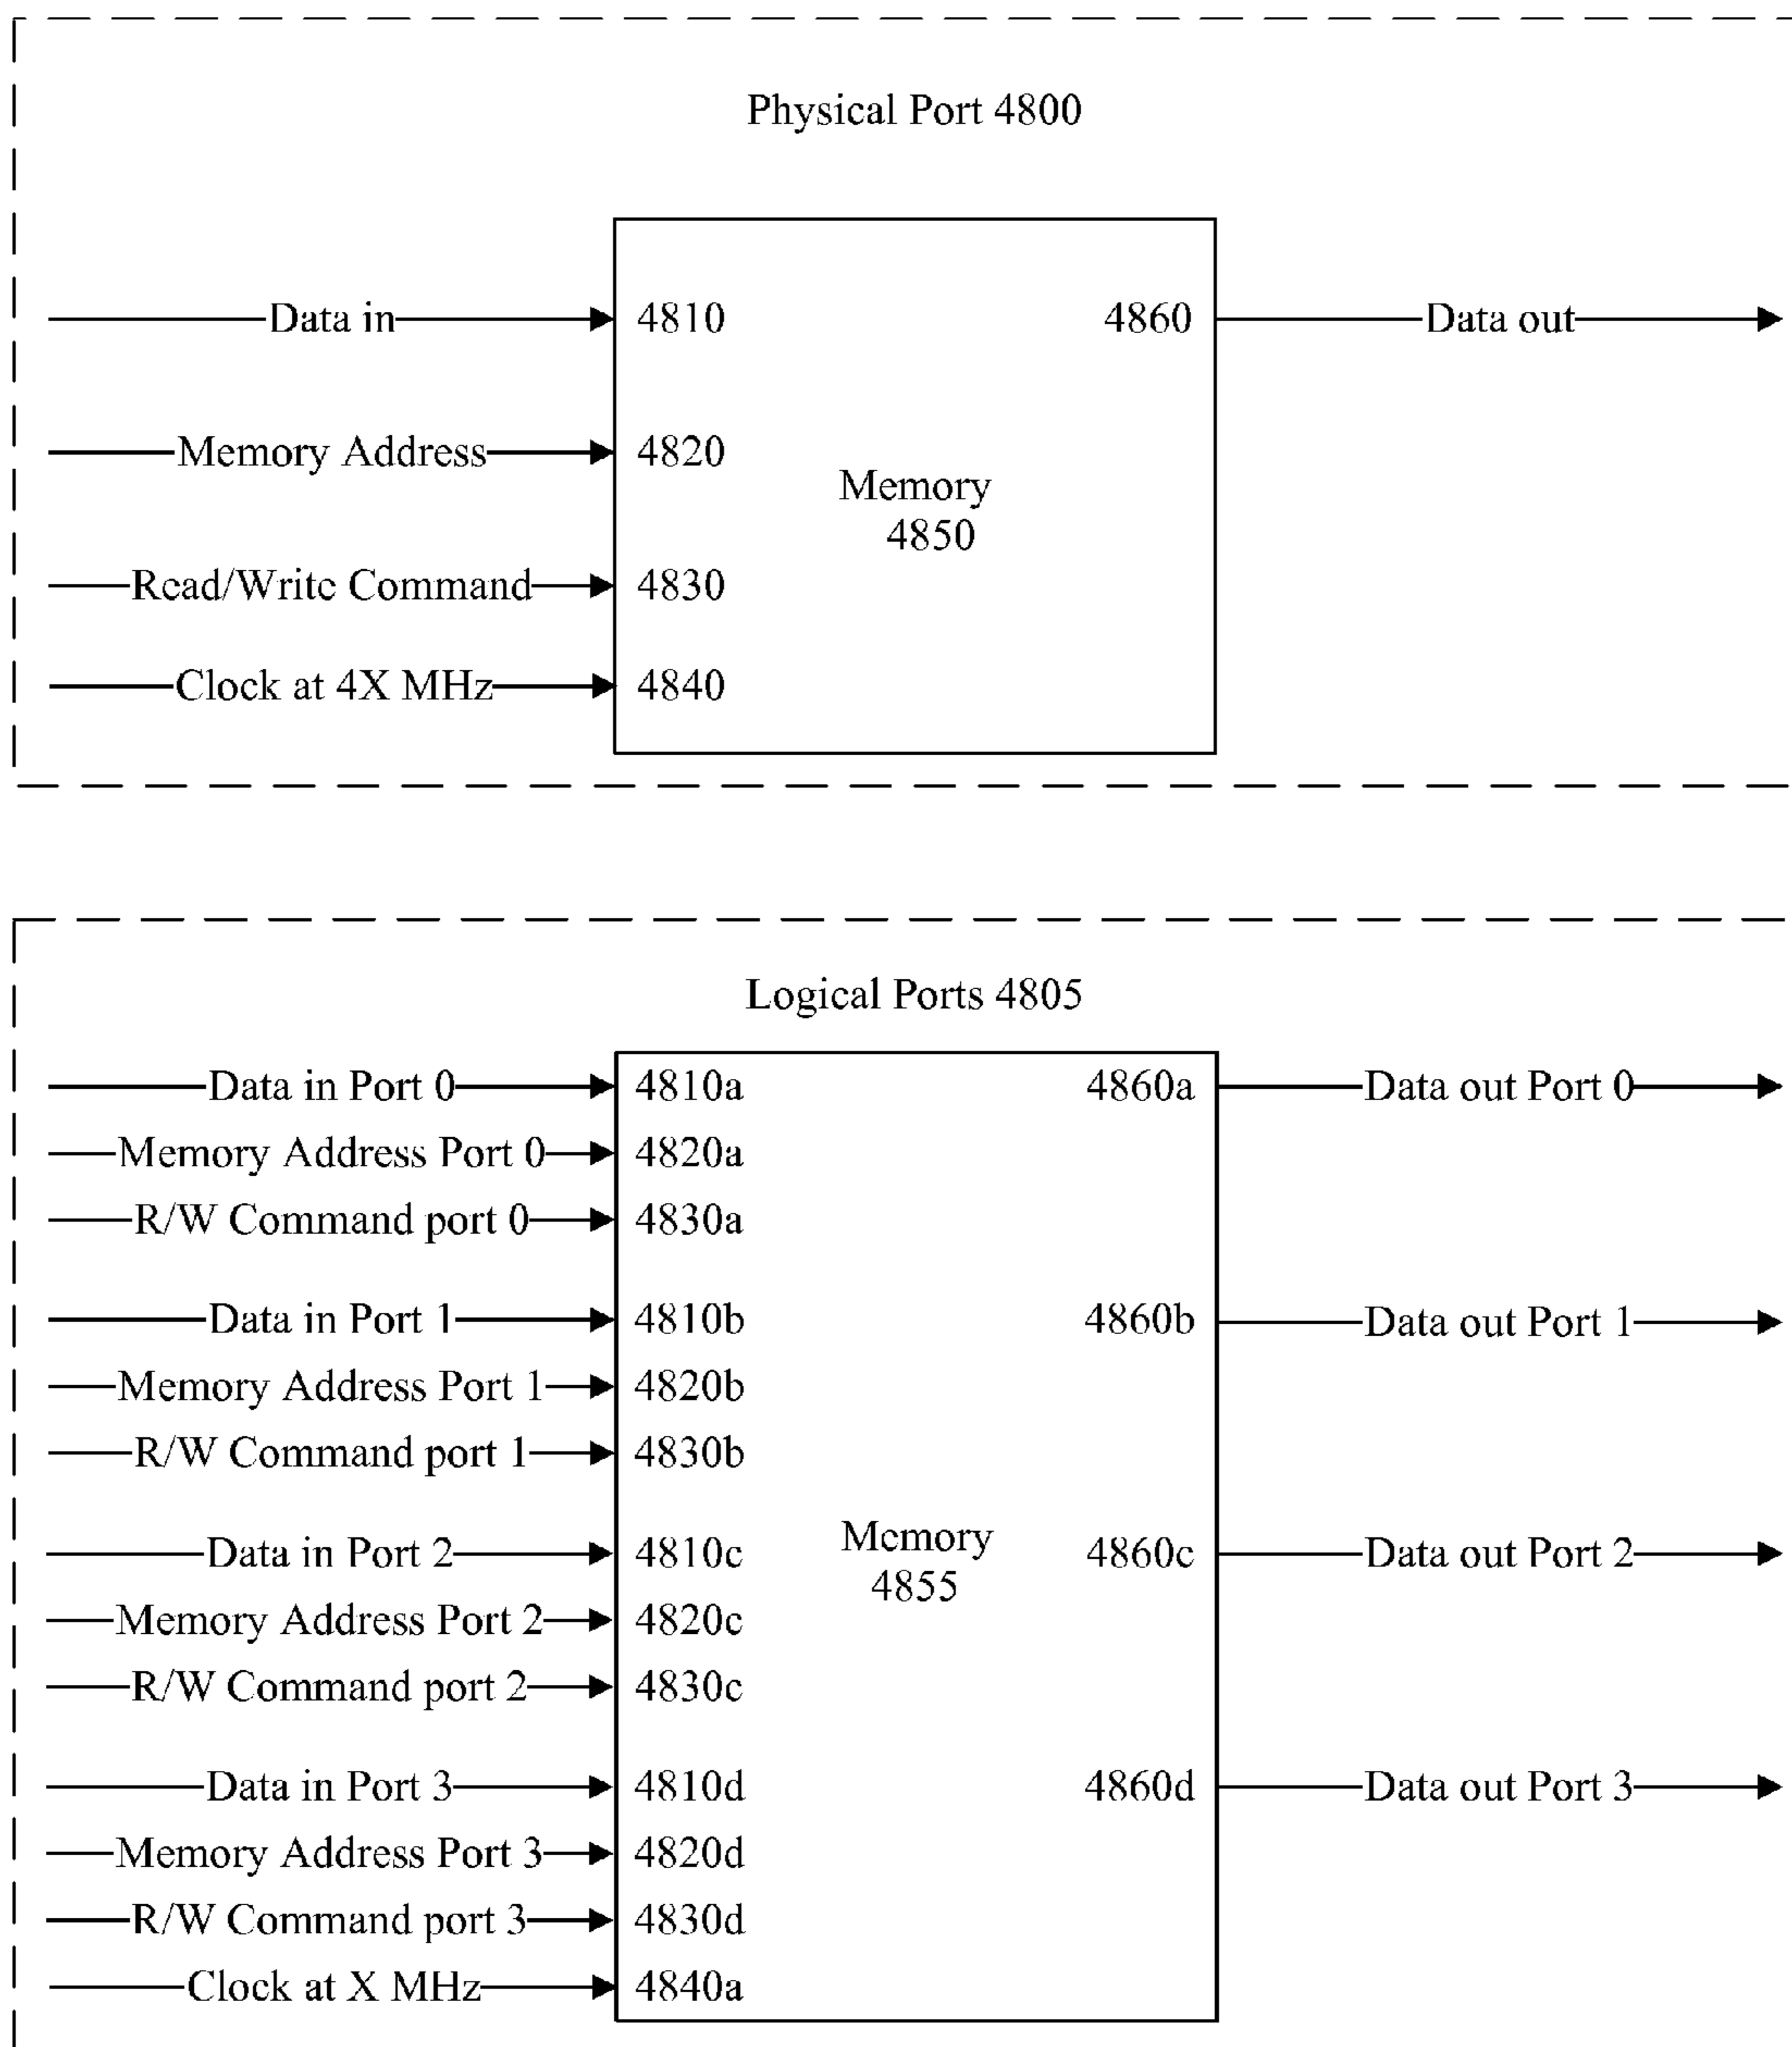 Physical Port 4800
Data in 4810 4860 Data out
Memory Address 4820
Memory
4850
Read/Write Command 4830
Clock at 4X MHz 4840
Logical Ports 4805
Data in Port 0 4810a 4860a Data out Port 0
Memory Address Port 0 4820a
R/W Command port 0 4830a
Data in Port 1 4810b 4860b Data out Port 1
Memory Address Port 1 4820b
R/W Command port 1 4830b
Data in Port 2 4810c Memory 4860c Data out Port 2
4855
Memory Address Port 2 4820c
R/W Command port 2 4830c
Data in Port 3 4810d 4860d Data out Port 3
Memory Address Port 3 4820d
R/W Command port 3 4830d
Clock at X MHz 4840a